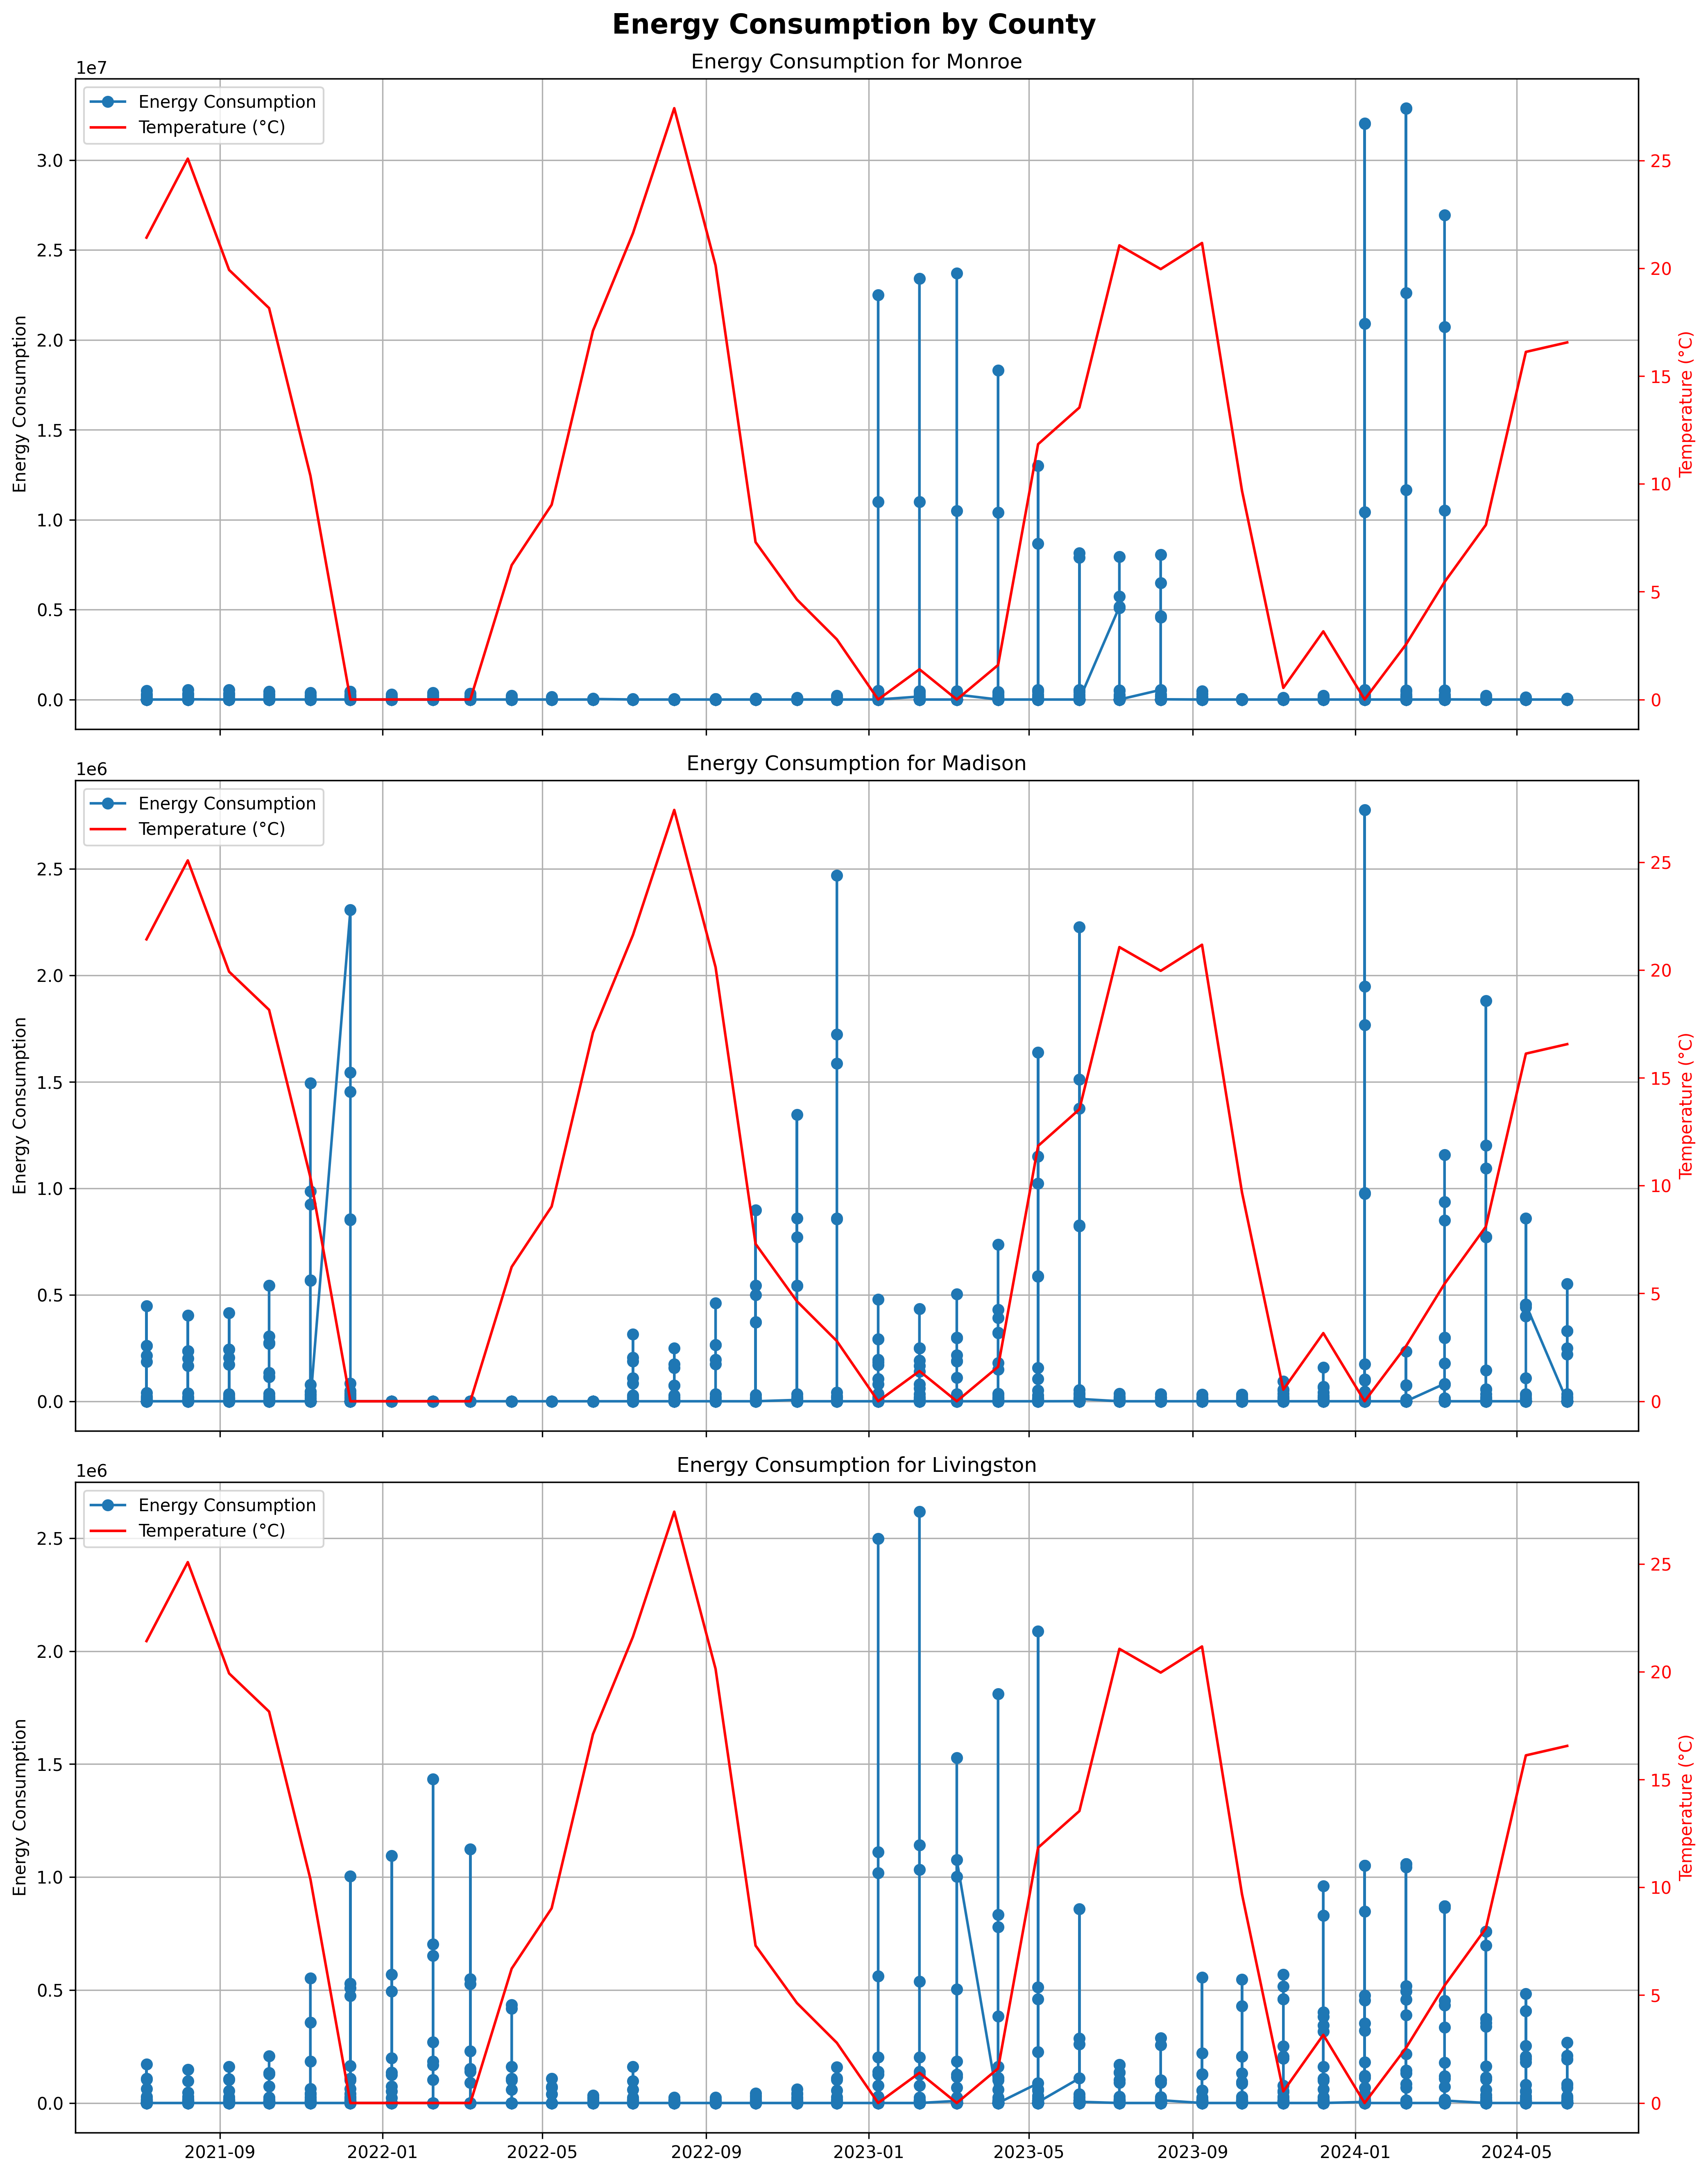 Energy Consumption by County
Energy Consumption for Monroe
1e7
Energy Consumption
Temperature (°C)
3.0
2.5
2.0
1.5
1.0
0.5
0.0
Energy Consumption
25
20
15
10
5
0
Temperature (°C)
Energy Consumption for Madison
1e6
Energy Consumption
Temperature (°C)
2.5
2.0
1.5
1.0
0.5
0.0
Energy Consumption
25
20
15
10
5
0
Temperature (°C)
Energy Consumption for Livingston
1e6
Energy Consumption
Temperature (°C)
2.5
2.0
1.5
1.0
0.5
0.0
Energy Consumption
25
20
15
10
5
0
Temperature (°C)
2021-09 2022-01 2022-05 2022-09 2023-01 2023-05 2023-09 2024-01 2024-05